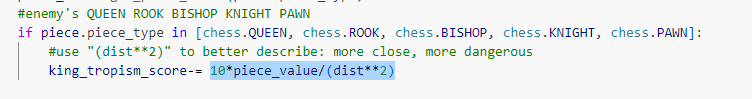 #enemy's QUEEN ROOK BISHOP KNIGHT PAWN
if piece.piece_type in [chess.QUEEN, chess.ROOK, chess.BISHOP, chess.KNIGHT, chess.PAWN]:
#use "(dist**2)" to better describe: more close, more dangerous
king_tropism_score-= 10*piece_value/(dist**2)